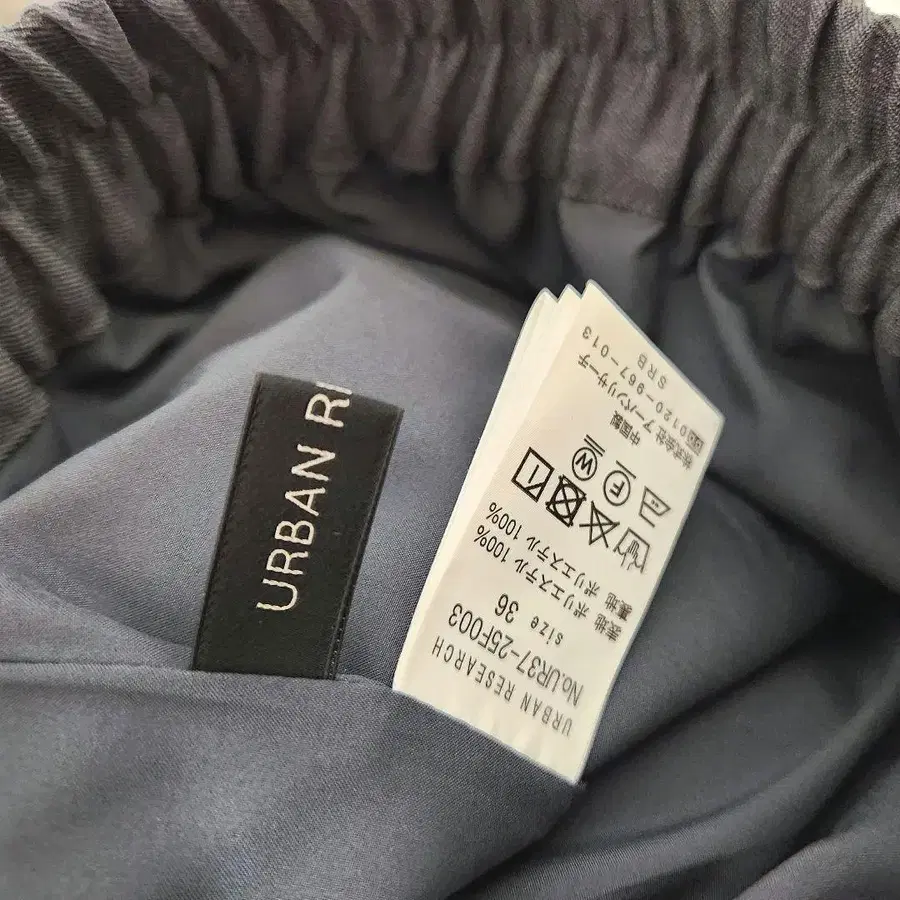 URBAN R
URBAN RESEARCH
No.UR37-25F003
size 36
表地 ポリエステル 100%
裏地 ポリエステル 100%
W
F
中国製
株式会社 アーバンリサーチ
0120-967-013
SRB